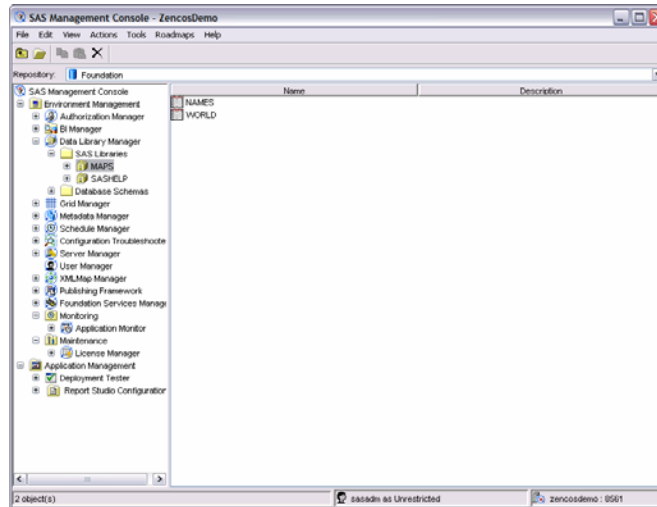 SAS Management Console - ZencosDemo
File Edit View Actions Tools Roadmaps Help
Repository: Foundation
SAS Management Console
Environment Management
Authorization Manager
BI Manager
Data Library Manager
SAS Libraries
MAPS
SASHELP
Database Schemas
Grid Manager
Metadata Manager
Schedule Manager
Configuration Troubleshoote
Server Manager
User Manager
XMLMap Manager
Publishing Framework
Foundation Services Manage
Monitoring
Application Monitor
Maintenance
License Manager
Application Management
Deployment Tester
Report Studio Configuration
Name Description
NAMES
WORLD
2 object(s) sasadm as Unrestricted zencosdemo : 8561